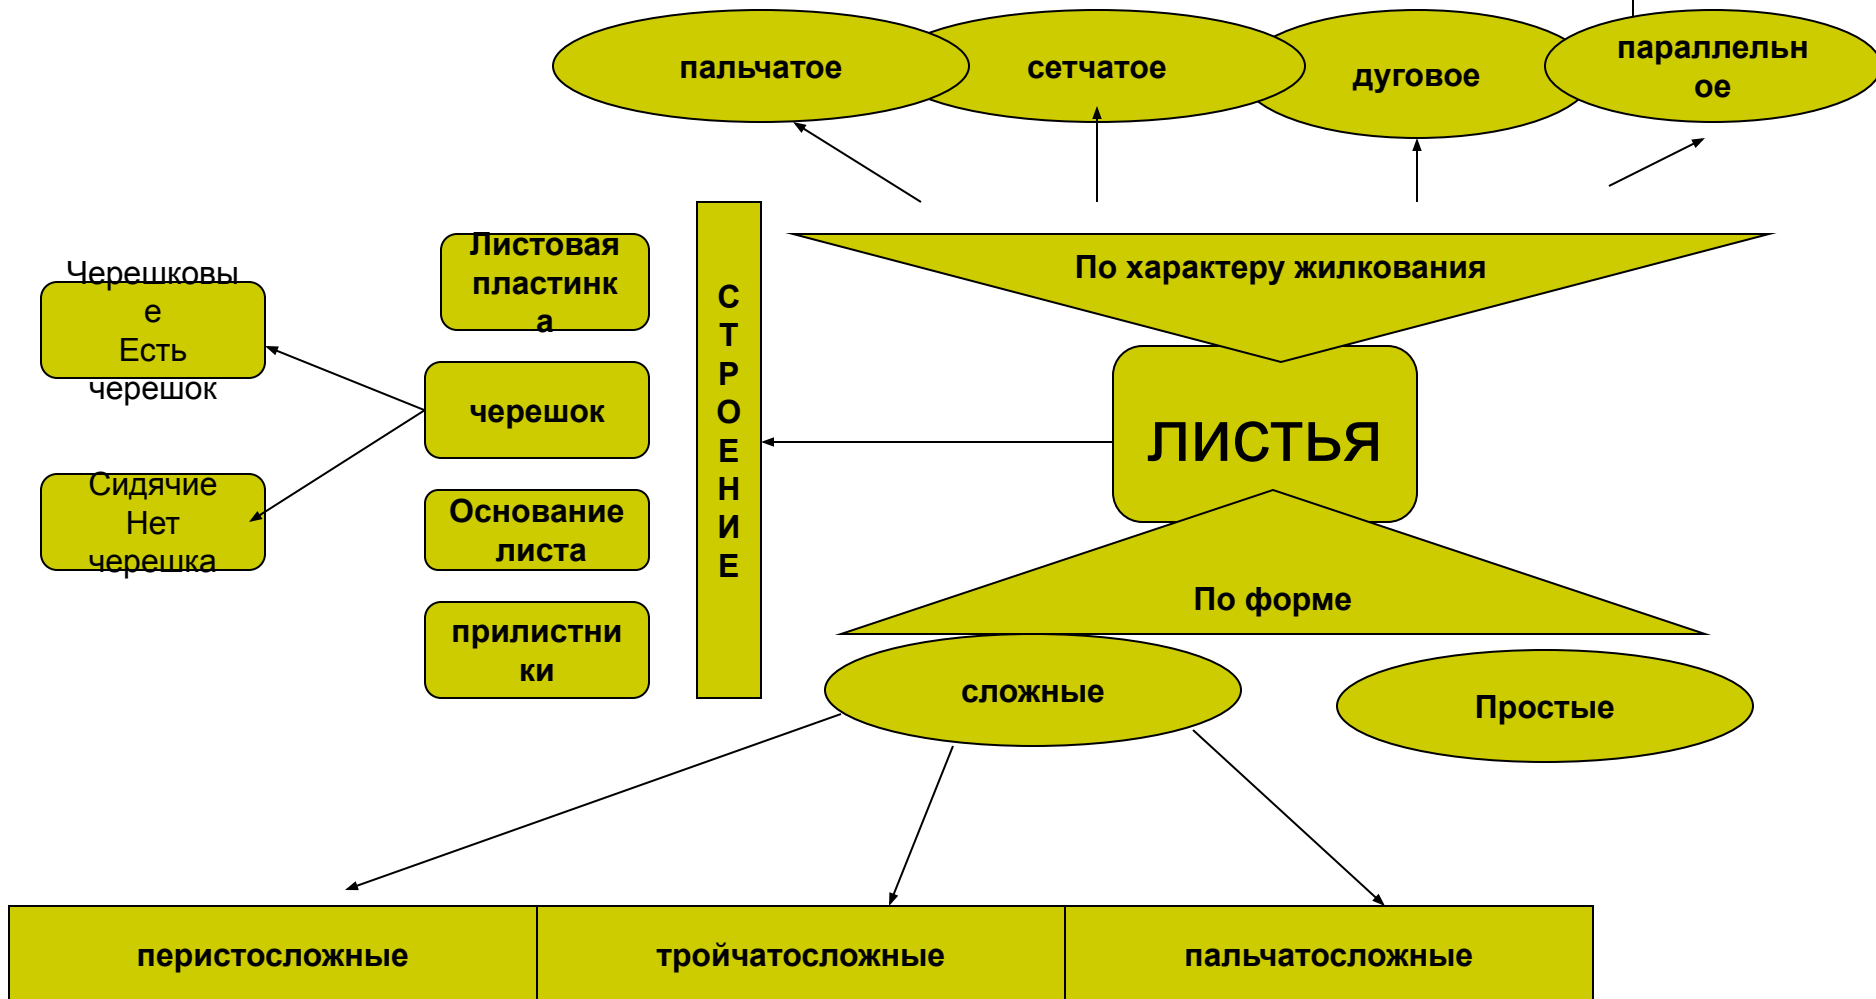 пальчатое
сетчатое
дуговое
параллельн
ое
По характеру жилкования
Листовая
пластинк
а
Черешковы
е
Есть
черешок
черешок
С
Т
Р
О
Е
Н
И
Е
ЛИСТЬЯ
Сидячие
Нет
черешка
Основание
листа
прилистни
ки
По форме
сложные
Простые
перистосложные
тройчатосложные
пальчатосложные